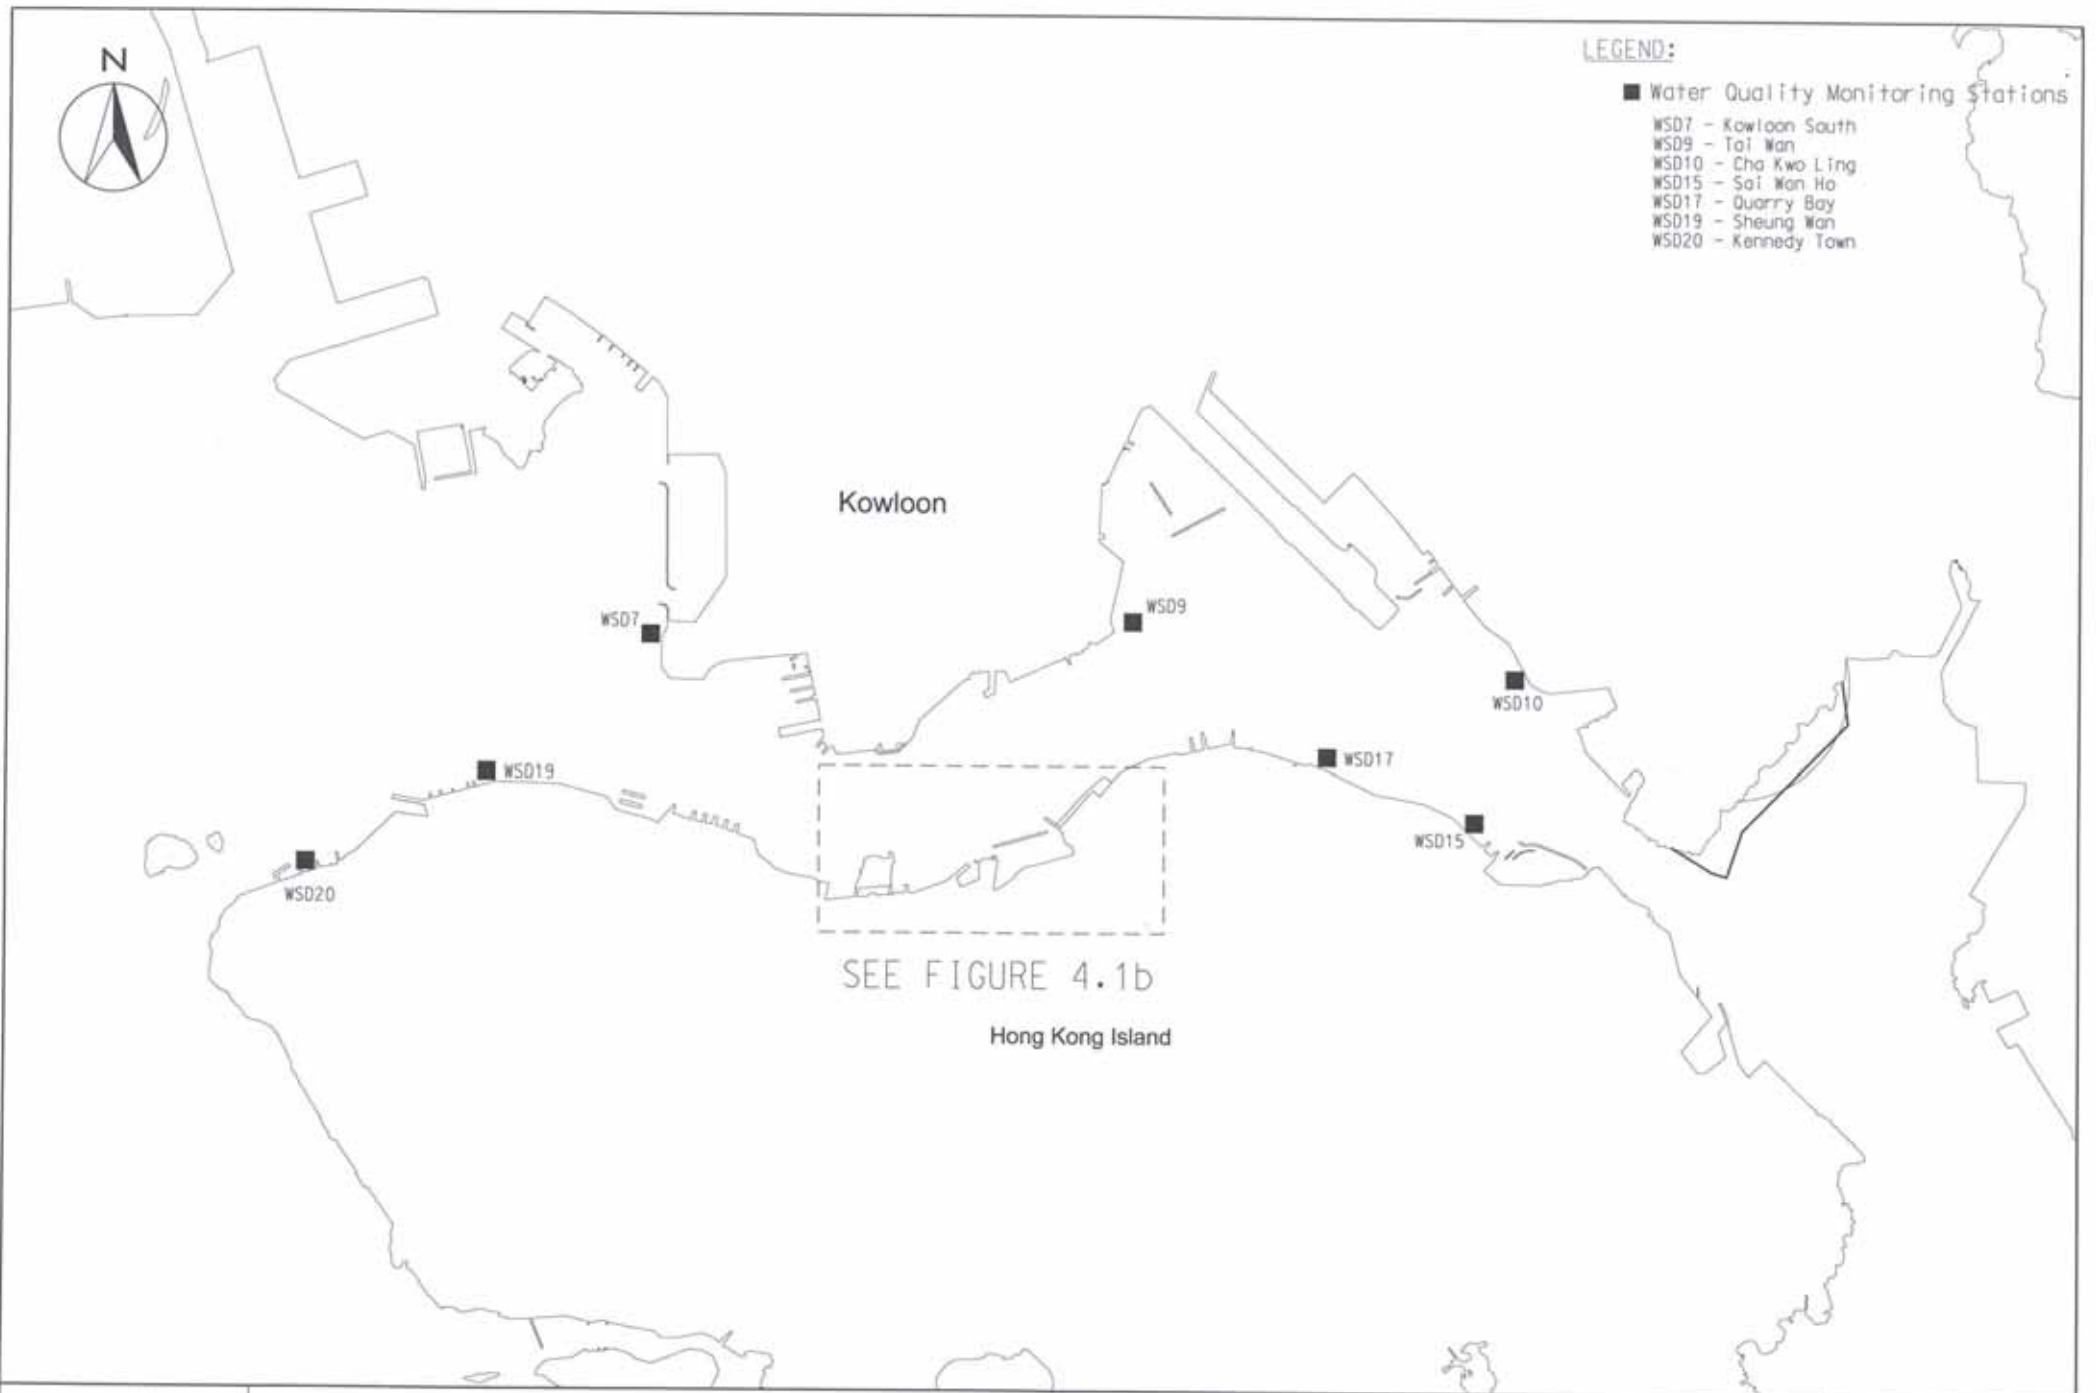 N
LEGEND:
Water Quality Monitoring Stations
WSD7 - Kowloon South
WSD9 - Tai Wan
WSD10 - Cha Kwo Ling
WSD15 - Sai Wan Ho
WSD17 - Quarry Bay
WSD19 - Sheung Wan
WSD20 - Kennedy Town
Kowloon
WSD7
WSD9
WSD10
WSD19
WSD17
WSD15
WSD20
SEE FIGURE 4.1b
Hong Kong Island